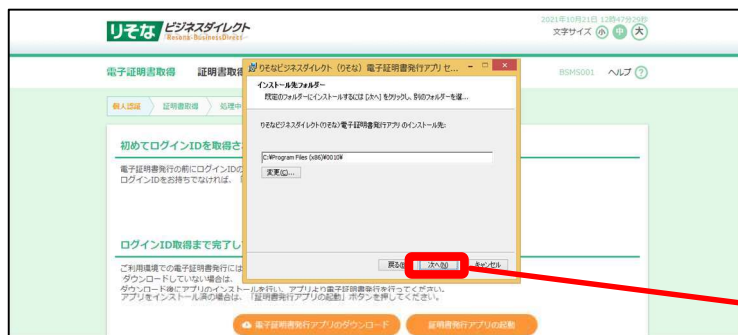 りそな ビジネスダイレクト
Resona BusinessDirect
2021年10月21日 12時47分29秒
文字サイズ 小 中 大
電子証明書取得 証明書取得
BSMS001 ヘルプ ?
個人認証 証明書取得 処理中
りそなビジネスダイレクト（りそな）電子証明書発行アプリ セ...
インストール先フォルダー
既定のフォルダーにインストールするには [次へ] をクリックし、別のフォルダーを選...
りそなビジネスダイレクト(りそな)電子証明書発行アプリ のインストール先:
C:¥Program Files (x86)¥0010¥
変更(C)...
戻る(B) 次へ(N) キャンセル
初めてログインIDを取得さ
電子証明書発行の前にログインIDの
ログインIDをお持ちでなければ、「
ログインID取得まで完了し
ご利用環境での電子証明書発行には
ダウンロードしていない場合は、
ダウンロード後にアプリのインストールを行い、アプリより電子証明書発行を行ってください。
アプリをインストール済の場合は、「証明書発行アプリの起動」ボタンを押してください。
電子証明書発行アプリのダウンロード 証明書発行アプリの起動